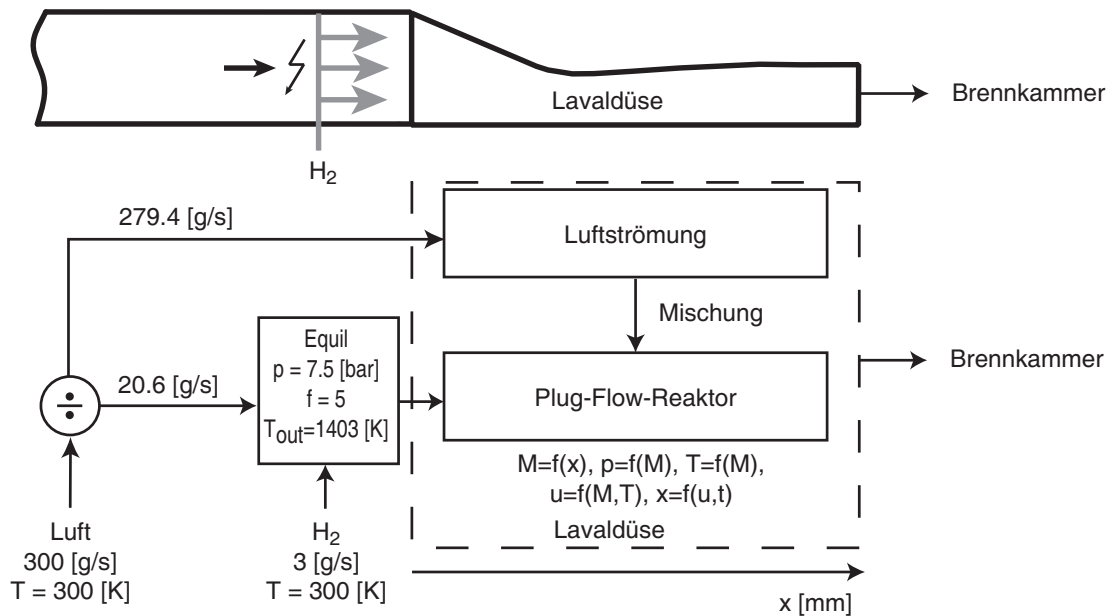 Lavaldüse
Brennkammer
H2
279.4 [g/s]
Luftströmung
Mischung
Equil
p = 7.5 [bar]
f = 5
Tout=1403 [K]
20.6 [g/s]
÷
Plug-Flow-Reaktor
Brennkammer
M=f(x), p=f(M), T=f(M),
u=f(M,T), x=f(u,t)
Lavaldüse
Luft
300 [g/s]
T = 300 [K]
H2
3 [g/s]
T = 300 [K]
x [mm]